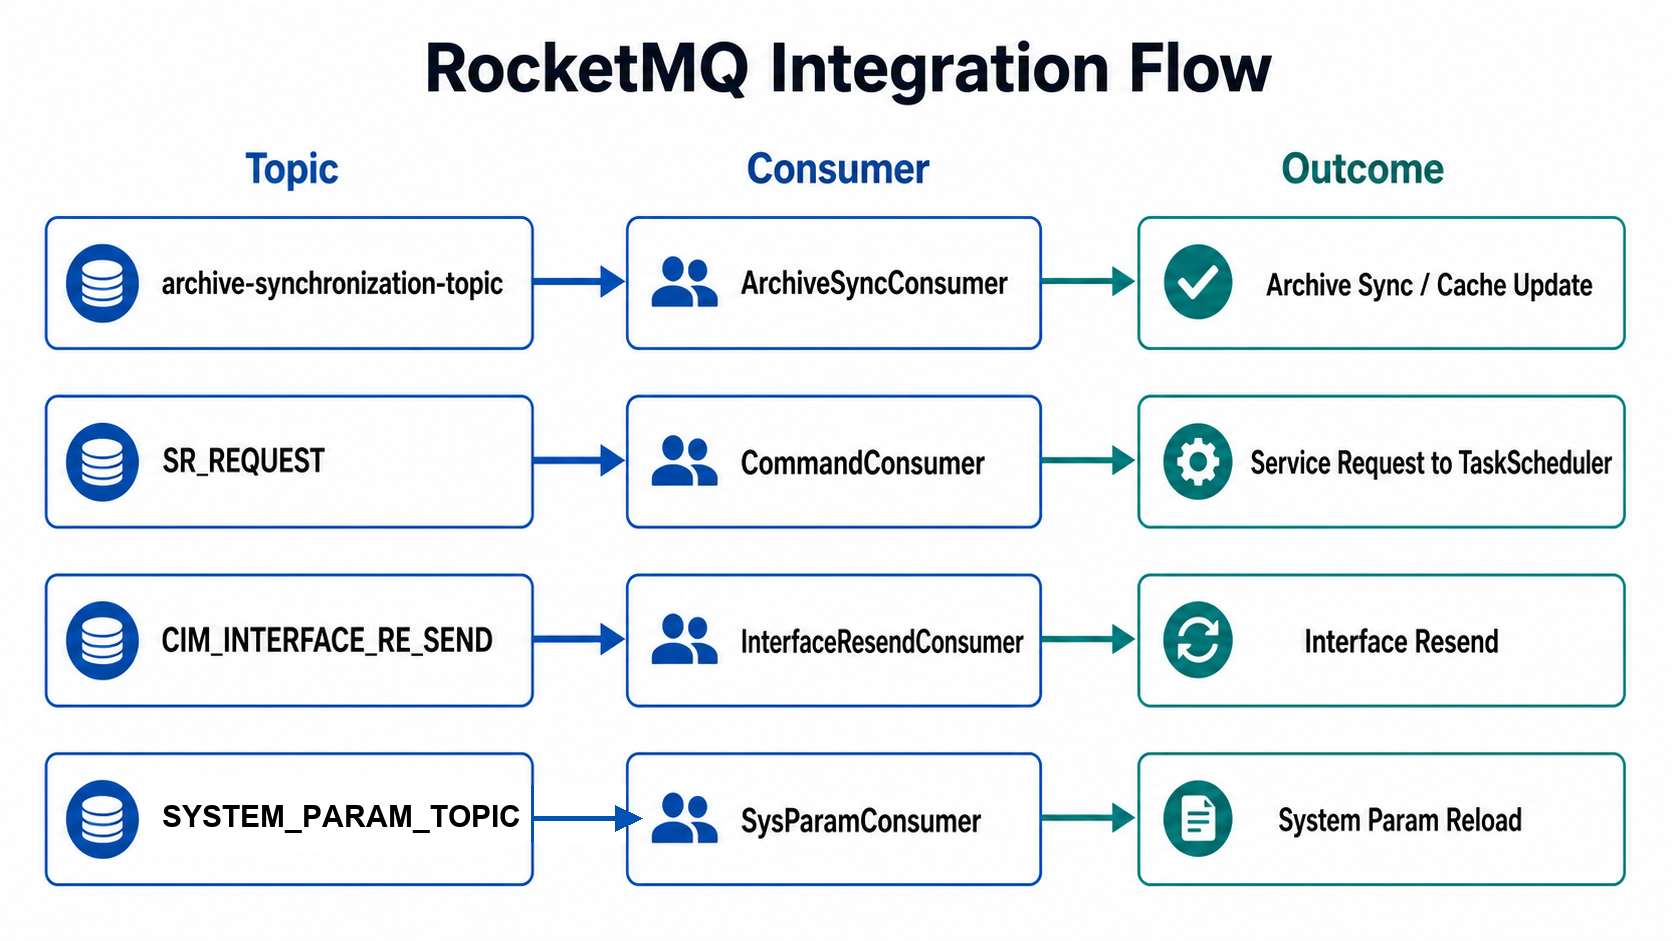 RocketMQ Integration Flow
Topic
Consumer
Outcome
archive-synchronization-topic
ArchiveSyncConsumer
Archive Sync / Cache Update
SR_REQUEST
CommandConsumer
Service Request to TaskScheduler
CIM_INTERFACE_RE_SEND
InterfaceResendConsumer
Interface Resend
SYSTEM_PARAM_TOPIC
SysParamConsumer
System Param Reload